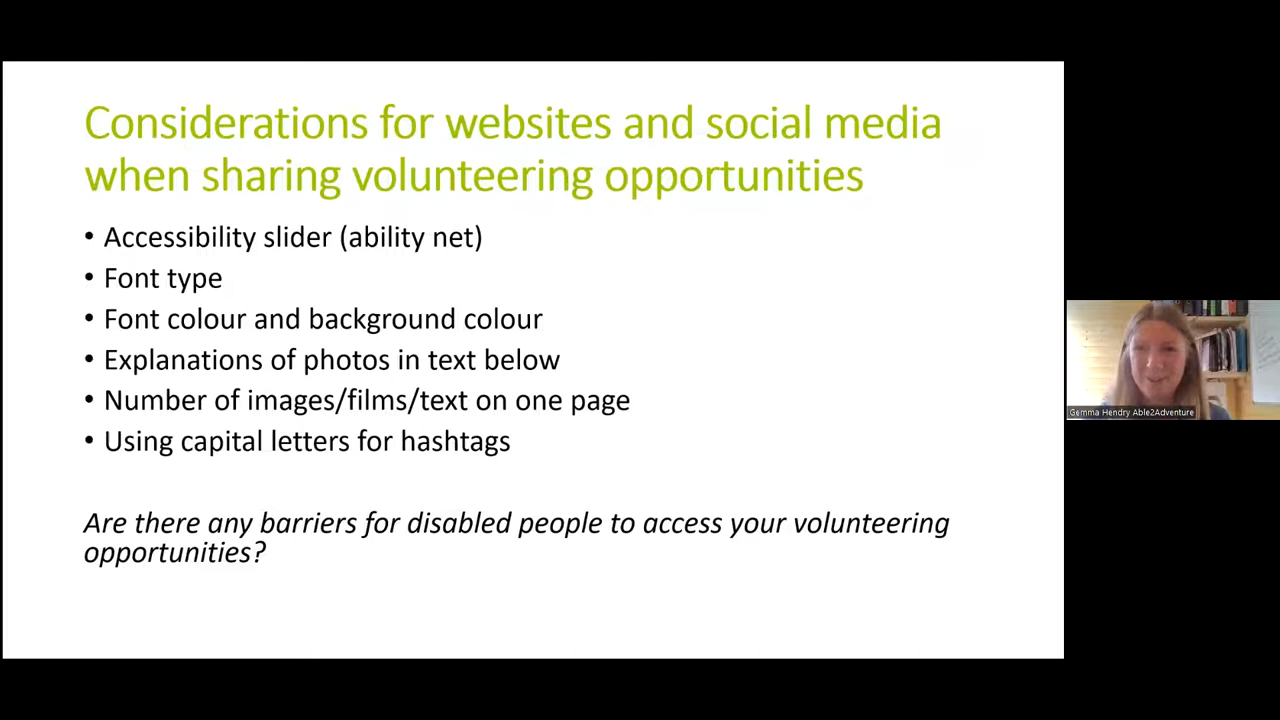 Considerations for websites and social media
when sharing volunteering opportunities
• Accessibility slider (ability net)
• Font type
• Font colour and background colour
• Explanations of photos in text below
• Number of images/films/text on one page
• Using capital letters for hashtags
Are there any barriers for disabled people to access your volunteering
opportunities?
Gemma Hendry Able2Adventure